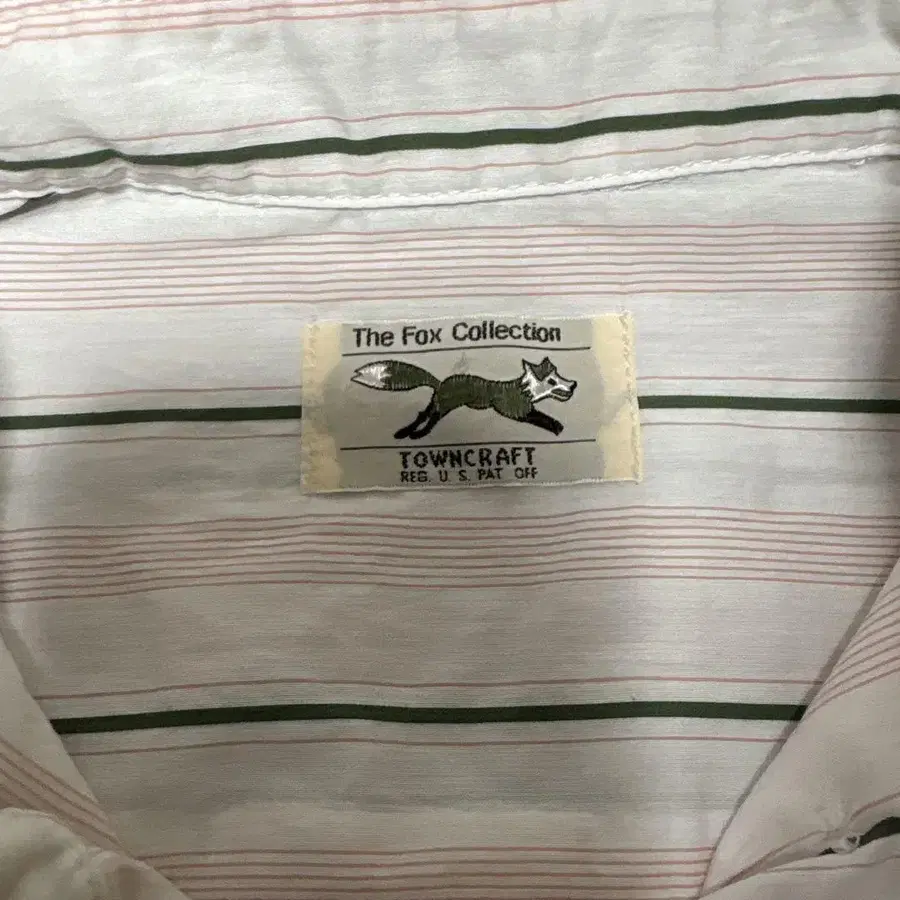 The Fox Collection
TOWNCRAFT
REG. U. S. PAT OFF